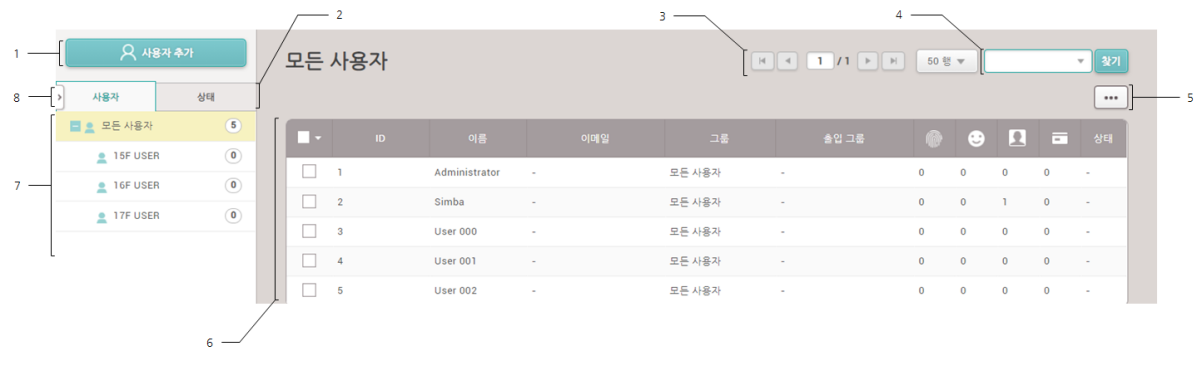 2
3
4
1
사용자 추가
모든 사용자
1 / 1
50 행
찾기
8
사용자
상태
5
모든 사용자
5
15F USER
0
7
16F USER
0
17F USER
0
ID
이름
이메일
그룹
출입 그룹
상태
1 Administrator - 모든 사용자 - 0 0 0 0 -
2 Simba - 모든 사용자 - 0 0 1 0 -
3 User 000 - 모든 사용자 - 0 0 0 0 -
4 User 001 - 모든 사용자 - 0 0 0 0 -
5 User 002 - 모든 사용자 - 0 0 0 0 -
6